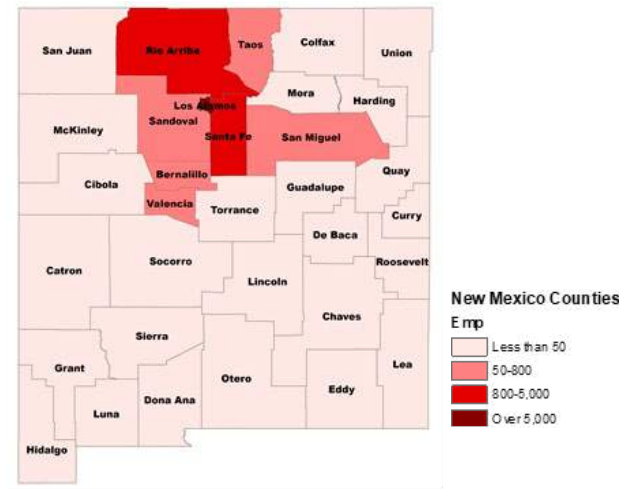 San Juan
Rio Arriba
Taos
Colfax
Union
Mora
Harding
Los Alamos
Sandoval
Santa Fe
San Miguel
McKinley
Cibola
Bernalillo
Valencia
Torrance
Guadalupe
Quay
Curry
De Baca
Roosevelt
Catron
Socorro
Lincoln
Chaves
Sierra
Grant
Luna
Dona Ana
Otero
Eddy
Lea
Hidalgo
New Mexico Counties
Emp
Less than 50
50-800
800-5,000
Over 5,000